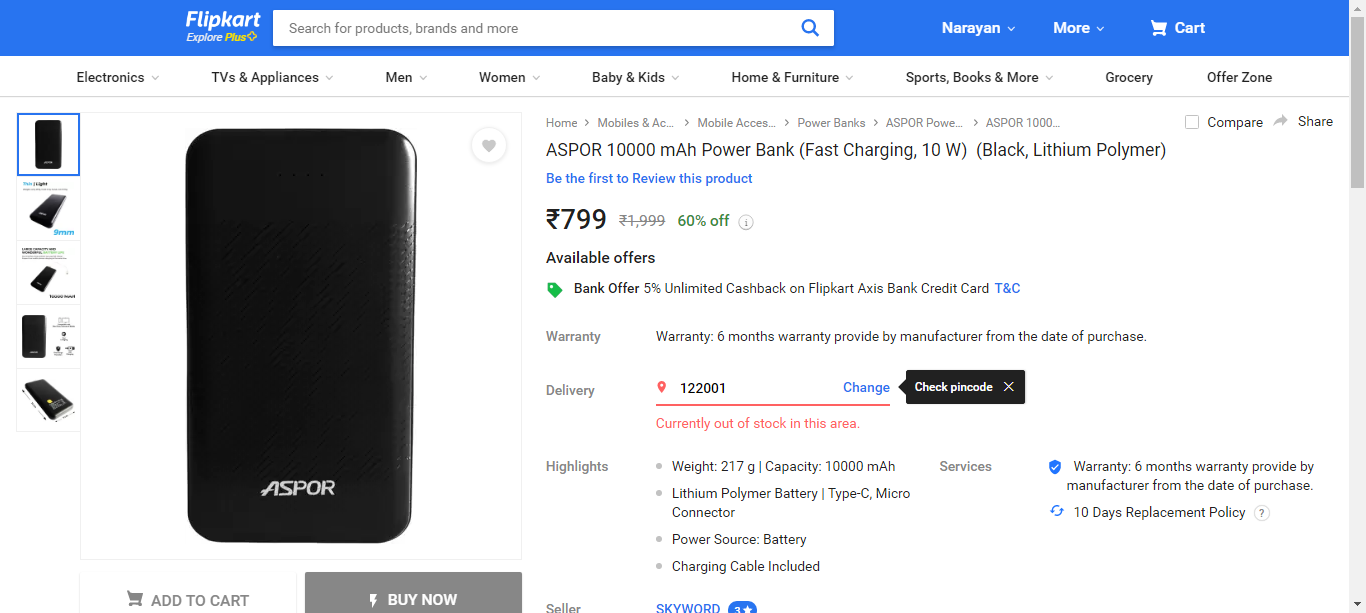 Flipkart
Explore Plus
Search for products, brands and more
Narayan
More
Cart
Electronics
TVs & Appliances
Men
Women
Baby & Kids
Home & Furniture
Sports, Books & More
Grocery
Offer Zone
Home > Mobiles & Ac... > Mobile Acces... > Power Banks > ASPOR Powe... > ASPOR 1000...
Compare
Share
ASPOR 10000 mAh Power Bank (Fast Charging, 10 W) (Black, Lithium Polymer)
Be the first to Review this product
₹799 ₹1,999 60% off
Available offers
Bank Offer 5% Unlimited Cashback on Flipkart Axis Bank Credit Card T&C
Warranty
Warranty: 6 months warranty provide by manufacturer from the date of purchase.
Delivery
122001
Change
Check pincode
Currently out of stock in this area.
Highlights
Weight: 217 g | Capacity: 10000 mAh
Lithium Polymer Battery | Type-C, Micro
Connector
Power Source: Battery
Charging Cable Included
Services
Warranty: 6 months warranty provide by
manufacturer from the date of purchase.
10 Days Replacement Policy ?
Seller
SKYWORD 3★
Thin | Light
9mm
ASPOR
ADD TO CART
BUY NOW